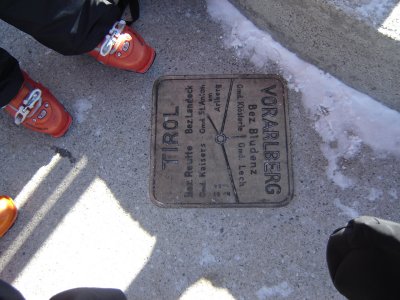 VORARLBERG
Bez. Bludenz
Gmd. Klösterle
Gmd. Lech
Arlberg
Gmd. St. Anton
Gmd. Kaisers
Bez. Landeck
Bez. Reutte
TIROL